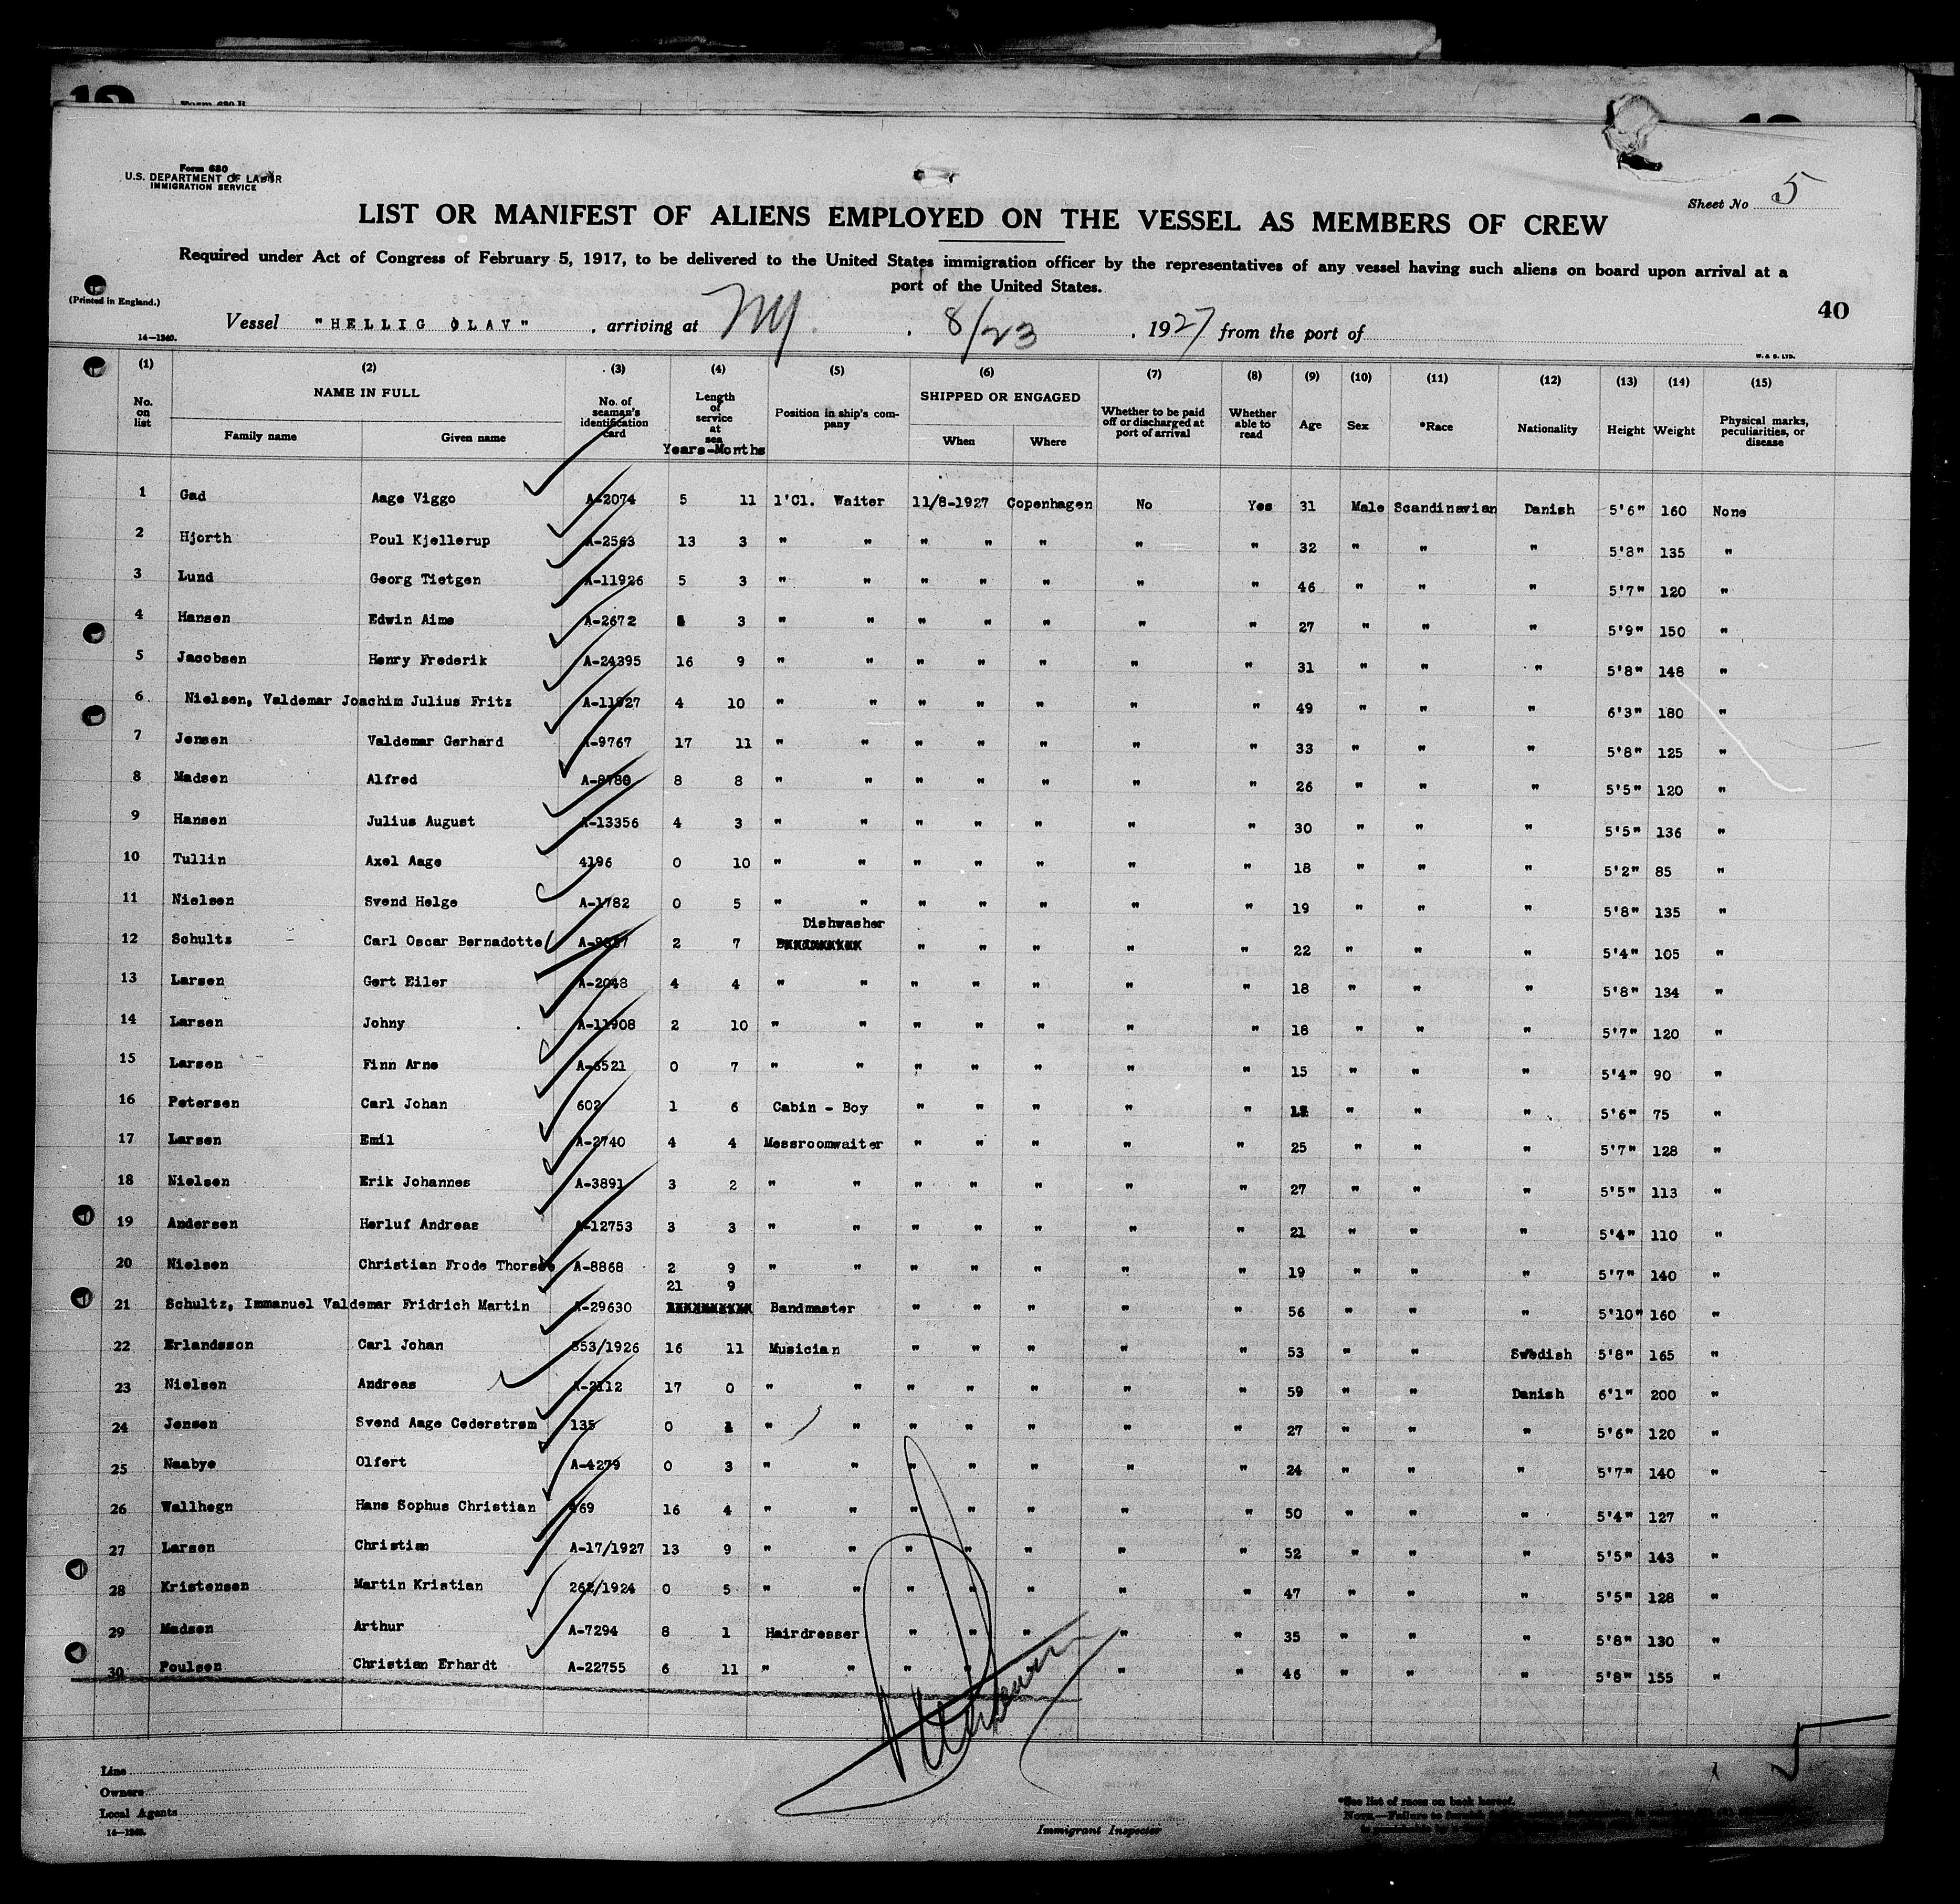 Form 680 B
Form 680
U.S. DEPARTMENT OF LABOR
IMMIGRATION SERVICE
Sheet No 5
LIST OR MANIFEST OF ALIENS EMPLOYED ON THE VESSEL AS MEMBERS OF CREW
Required under Act of Congress of February 5, 1917, to be delivered to the United States immigration officer by the representatives of any vessel having such aliens on board upon arrival at a
port of the United States.
(Printed in England.)
40
Vessel "HELLIG OLAV", arriving at NY. , 8/23 , 1927 from the port of
14—1240.
W. & S. LTD.
(1) (2) (3) (4) (5) (6) (7) (8) (9) (10) (11) (12) (13) (14) (15)
No. on list NAME IN FULL Family name Given name No. of seaman's identification card Length of service at sea Years-Months Position in ship's company SHIPPED OR ENGAGED When Where Whether to be paid off or discharged at port of arrival Whether able to read Age Sex *Race Nationality Height Weight Physical marks, peculiarities, or disease
1 Gad Aage Viggo A-2074 5 11 1'Cl. Waiter 11/8-1927 Copenhagen No Yes 31 Male Scandinavian Danish 5'6" 160 None
2 Hjorth Poul Kjellerup A-2563 13 3 " " " " " " " 32 " " " 5'8" 135 "
3 Lund Georg Tietgen A-11926 5 3 " " " " " " " 46 " " " 5'7" 120 "
4 Hansen Edwin Aime A-2672 3 " " " " " " " 27 " " " 5'9" 150 "
5 Jacobsen Henry Frederik A-24395 16 9 " " " " " " " 31 " " " 5'8" 148 "
6 Nielsen, Valdemar Joachim Julius Fritz A-11927 4 10 " " " " " " " 49 " " " 6'3" 180 "
7 Jensen Valdemar Gerhard A-9767 17 11 " " " " " " " 33 " " " 5'8" 125 "
8 Madsen Alfred A-8780 8 8 " " " " " " " 26 " " " 5'5" 120 "
9 Hansen Julius August A-13356 4 3 " " " " " " " 30 " " " 5'5" 136 "
10 Tullin Axel Aage 4196 0 10 " " " " " " " 18 " " " 5'2" 85 "
11 Nielsen Svend Helge A-1782 0 5 " " " " " " " 19 " " " 5'8" 135 "
12 Schultz Carl Oscar Bernadotte 2 7 Dishwasher " " " " " 22 " " " 5'4" 105 "
13 Larsen Gert Eiler A-2048 4 4 " " " " " " " 18 " " " 5'8" 134 "
14 Larsen Johny A-11908 2 10 " " " " " " " 18 " " " 5'7" 120 "
15 Larsen Finn Arne A-6521 0 7 " " " " " " " 15 " " " 5'4" 90 "
16 Petersen Carl Johan 602 1 6 Cabin - Boy " " " " " " " " 5'6" 75 "
17 Larsen Emil A-2740 4 4 Messroomwaiter " " " " " 25 " " " 5'7" 128 "
18 Nielsen Erik Johannes A-3891 3 2 " " " " " " " 27 " " " 5'5" 113 "
19 Andersen Herluf Andreas A-12753 3 3 " " " " " " " 21 " " " 5'4" 110 "
20 Nielsen Christian Frode A-8868 2 9 " " " " " " " 19 " " " 5'7" 140 "
21 Schultz, Immanuel Valdemar Fridrich Martin A-29630 21 9 Bandmaster " " " " " 56 " " " 5'10" 160 "
22 Erlandsson Carl Johan 853/1926 16 11 Musician " " " " " 53 " " Swedish 5'8" 165 "
23 Nielsen Andreas A-2112 17 0 " " " " " " " 59 " " Danish 6'1" 200 "
24 Jensen Svend Aage Cederstrøm 135 0 " " " " " " " 27 " " " 5'6" 120 "
25 Naabye Olfert A-4279 0 3 " " " " " " " 24 " " " 5'7" 140 "
26 Wallhegn Hans Sophus Christian 16 4 " " " " " " " 50 " " " 5'4" 127 "
27 Larsen Christian A-17/1927 13 9 " " " " " " " 52 " " " 5'5" 143 "
28 Kristensen Martin Kristian 262/1924 0 5 " " " " " " " 47 " " " 5'5" 128 "
29 Madsen Arthur A-7294 8 1 Hairdresser " " " " " 35 " " " 5'8" 130 "
30 Poulsen Christian Erhardt A-22755 6 11 " " " " " " " 46 " " " 5'8" 155 "
Line
Owners
Local Agents
14—1240.
Immigrant Inspector
*See list of races on back hereof.
NOTE.—Failure to furnish